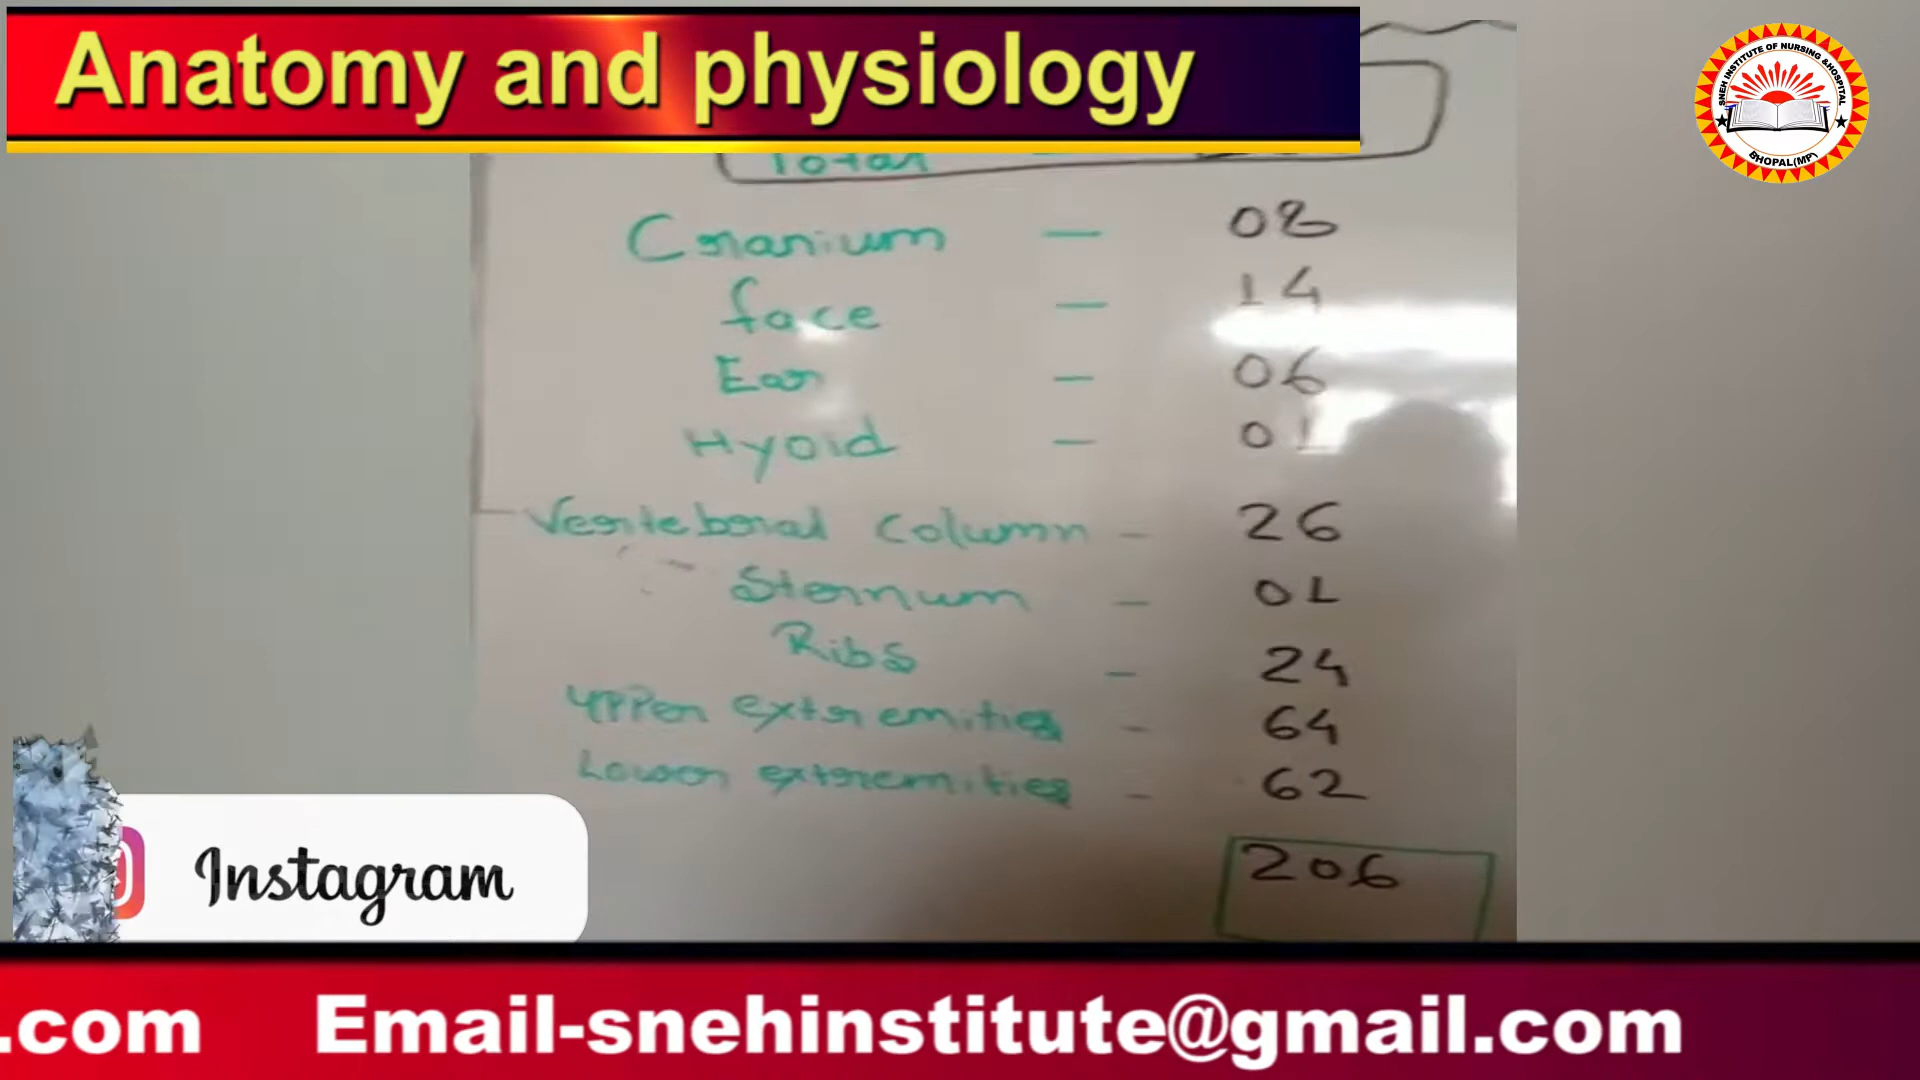 Anatomy and physiology
SNEH INSTITUTE OF NURSING &HOSPITAL
BHOPAL(MP)
Total
Cranium — 08
face — 14
Ear — 06
Hyoid — 01
Vertebral Column - 26
Sternum - 01
Ribs - 24
Upper extremities - 64
Lower extremities - 62
206
Instagram
.com Email-snehinstitute@gmail.com